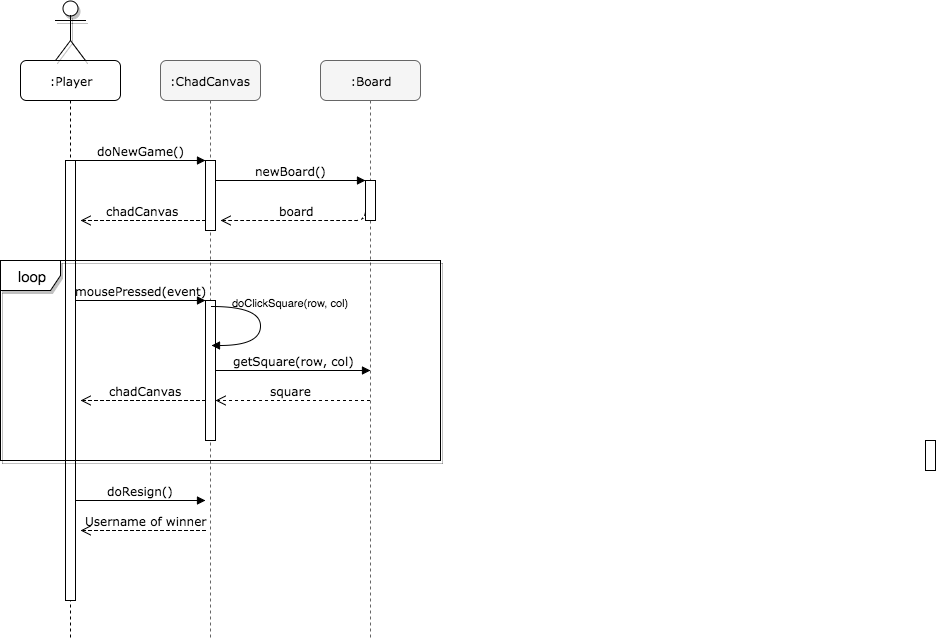 :Player
:ChadCanvas
:Board
doNewGame()
newBoard()
chadCanvas
board
loop
mousePressed(event)
doClickSquare(row, col)
getSquare(row, col)
chadCanvas
square
doResign()
Username of winner